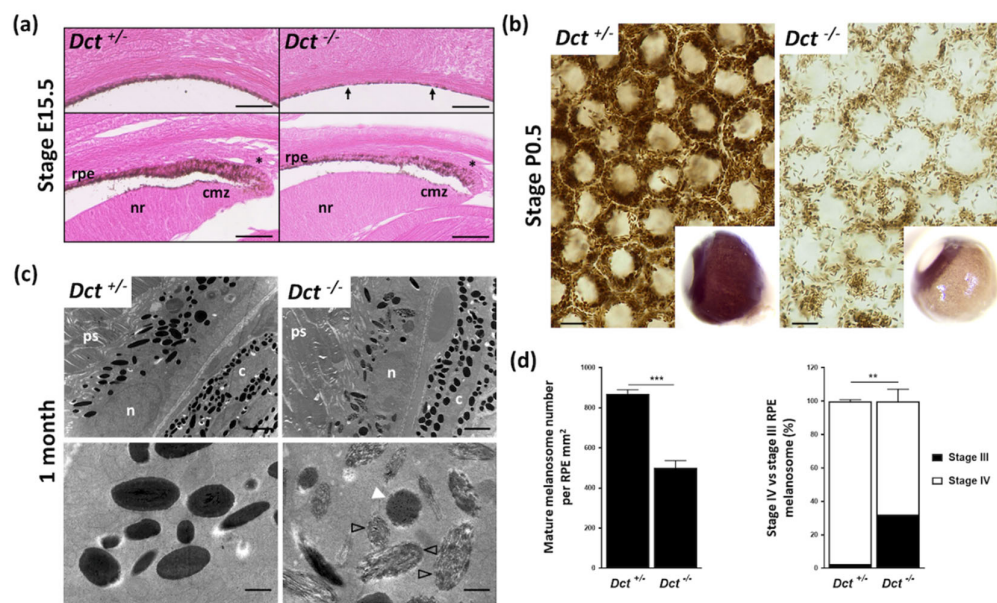 (a)
Dct +/-
Dct -/-
Stage E15.5
rpe
nr
cmz
*
rpe
nr
cmz
*
(b)
Dct +/-
Dct -/-
Stage P0.5
(c)
Dct +/-
Dct -/-
1 month
ps
n
c
ps
n
c
(d)
Mature melanosome number
per RPE mm²
1000
800
600
400
200
0
***
Dct +/-
Dct -/-
Stage IV vs stage III RPE
melanosome (%)
120
100
80
60
40
20
0
**
Dct +/-
Dct -/-
Stage III
Stage IV